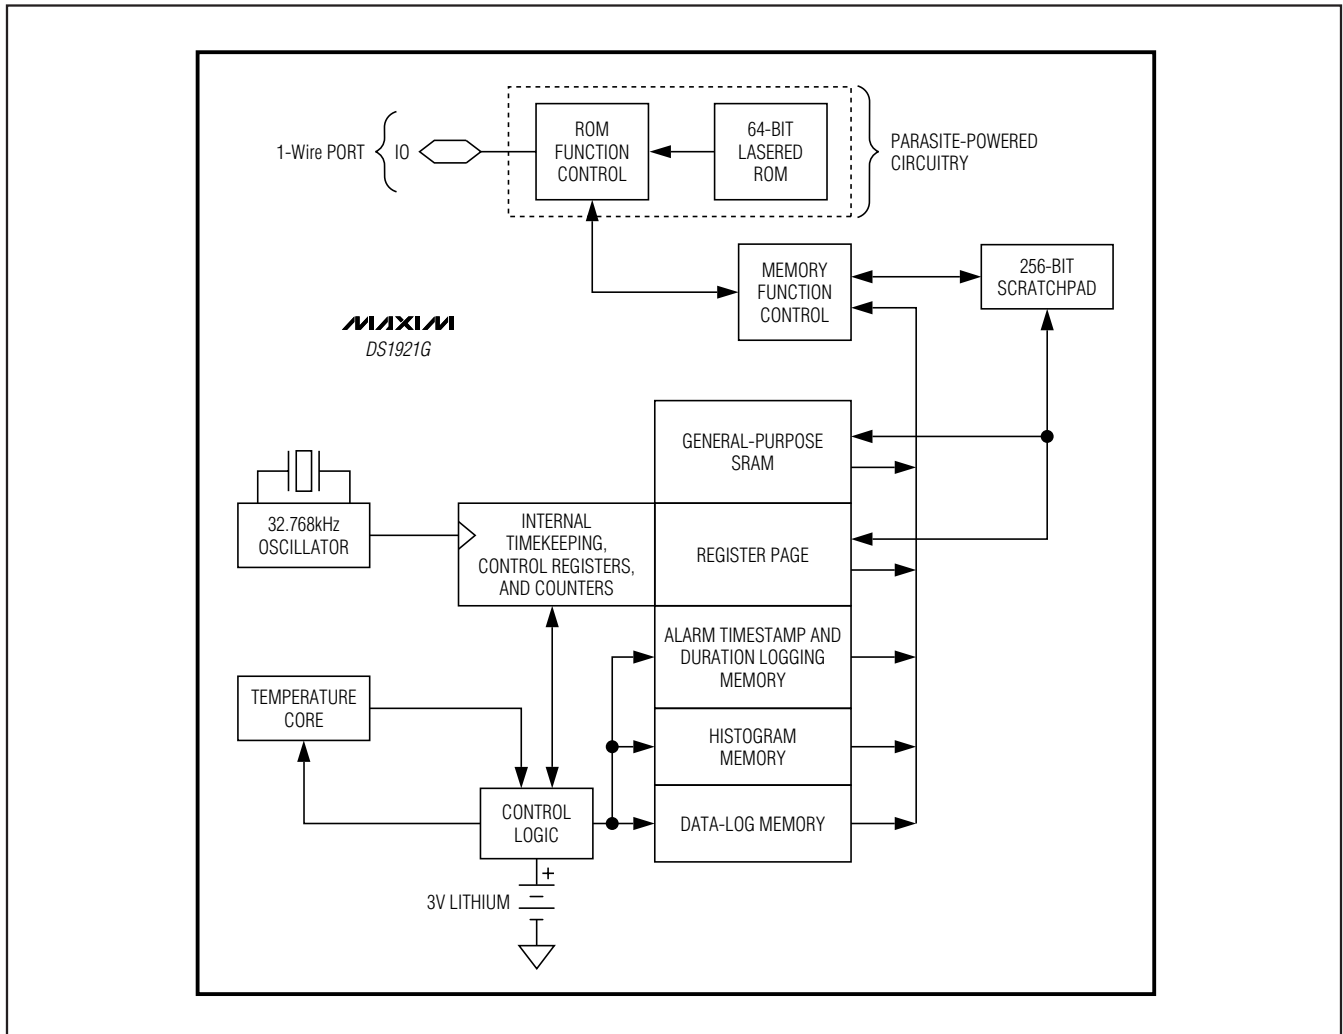 1-Wire PORT
IO
ROM
FUNCTION
CONTROL
64-BIT
LASERED
ROM
PARASITE-POWERED
CIRCUITRY
MEMORY
FUNCTION
CONTROL
256-BIT
SCRATCHPAD
MAXIM
DS1921G
GENERAL-PURPOSE
SRAM
32.768kHz
OSCILLATOR
INTERNAL
TIMEKEEPING,
CONTROL REGISTERS,
AND COUNTERS
REGISTER PAGE
ALARM TIMESTAMP AND
DURATION LOGGING
MEMORY
TEMPERATURE
CORE
HISTOGRAM
MEMORY
CONTROL
LOGIC
DATA-LOG MEMORY
+
3V LITHIUM